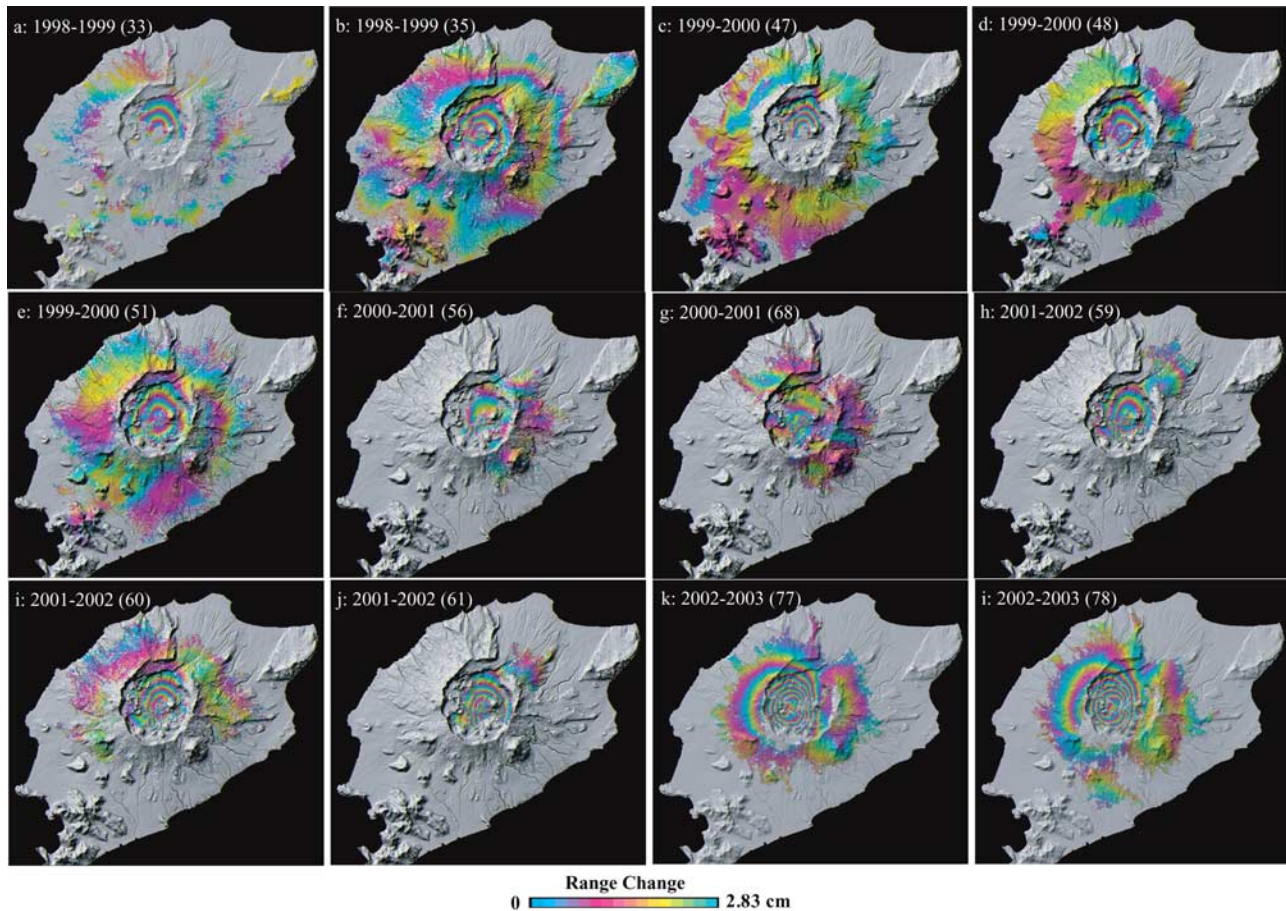 a: 1998-1999 (33)
b: 1998-1999 (35)
c: 1999-2000 (47)
d: 1999-2000 (48)
e: 1999-2000 (51)
f: 2000-2001 (56)
g: 2000-2001 (68)
h: 2001-2002 (59)
i: 2001-2002 (60)
j: 2001-2002 (61)
k: 2002-2003 (77)
i: 2002-2003 (78)
Range Change
0 2.83 cm